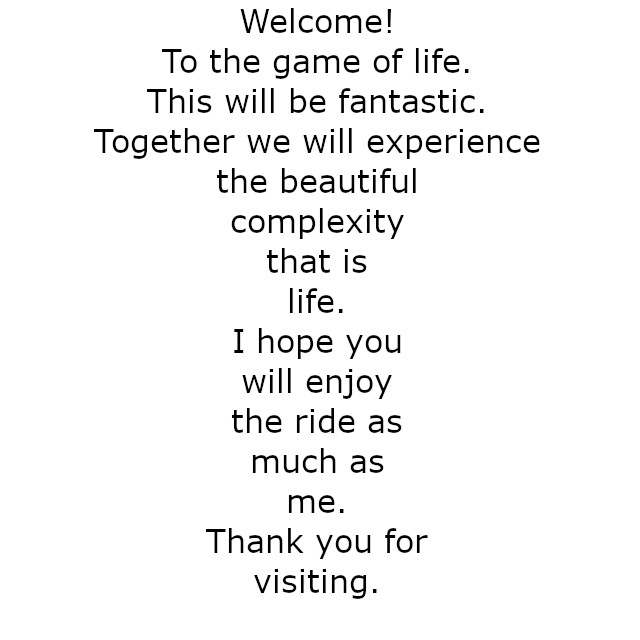 Welcome!
To the game of life.
This will be fantastic.
Together we will experience
the beautiful
complexity
that is
life.
I hope you
will enjoy
the ride as
much as
me.
Thank you for
visiting.